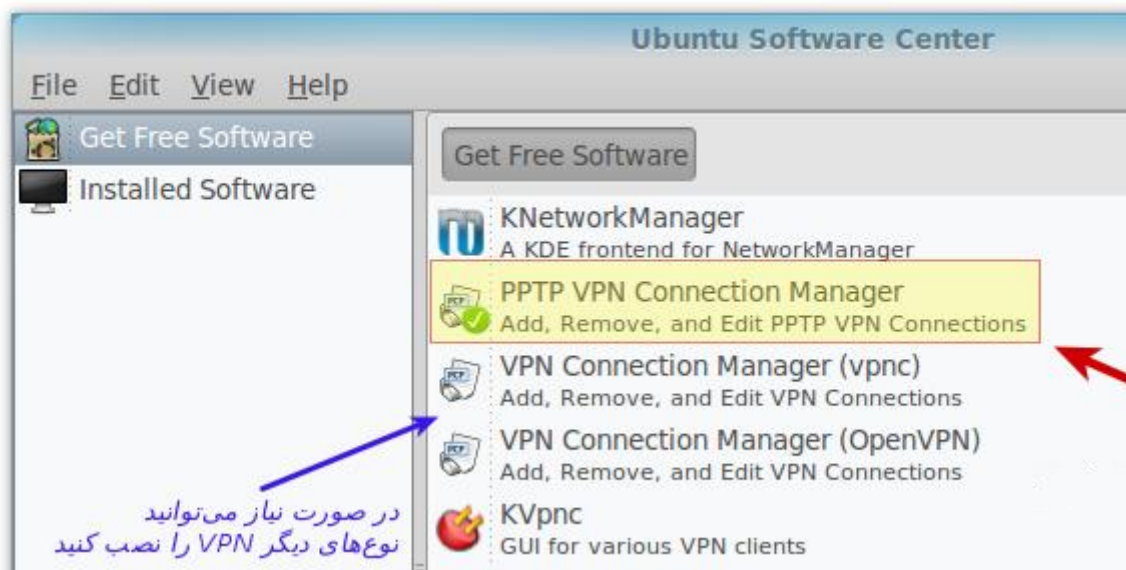 Ubuntu Software Center
File Edit View Help
Get Free Software
Installed Software
Get Free Software
KNetworkManager
A KDE frontend for NetworkManager
PPTP VPN Connection Manager
Add, Remove, and Edit PPTP VPN Connections
VPN Connection Manager (vpnc)
Add, Remove, and Edit VPN Connections
VPN Connection Manager (OpenVPN)
Add, Remove, and Edit VPN Connections
KVpnc
GUI for various VPN clients
در صورت نیاز می‌توانید
نوع‌های دیگر VPN را نصب کنید